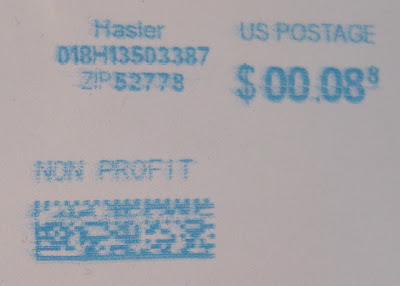 Hasler
018H13503387
ZIP 52778
US POSTAGE
$00.08⁸
NON PROFIT